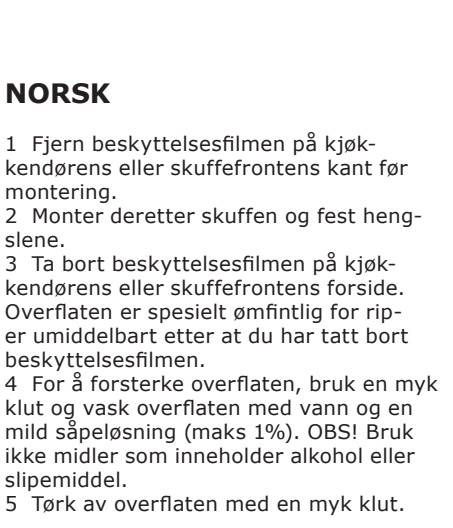 NORSK
1 Fjern beskyttelsesfilmen på kjøk-
kendørens eller skuffefrontens kant før
montering.
2 Monter deretter skuffen og fest heng-
slene.
3 Ta bort beskyttelsesfilmen på kjøk-
kendørens eller skuffefrontens forside.
Overflaten er spesielt ømfintlig for rip-
er umiddelbart etter at du har tatt bort
beskyttelsesfilmen.
4 For å forsterke overflaten, bruk en myk
klut og vask overflaten med vann og en
mild såpeløsning (maks 1%). OBS! Bruk
ikke midler som inneholder alkohol eller
slipemiddel.
5 Tørk av overflaten med en myk klut.